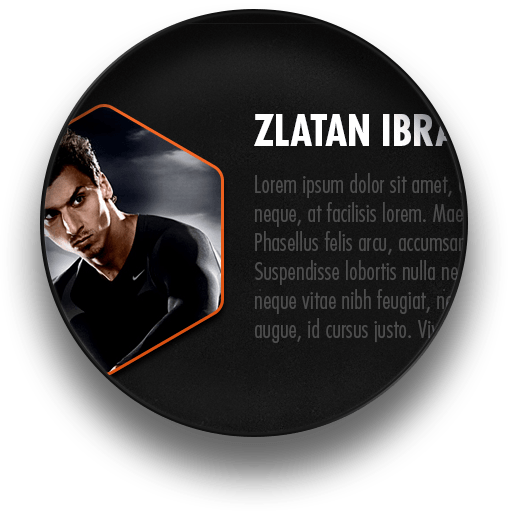 ZLATAN IBRA
Lorem ipsum dolor sit amet,
neque, at facilisis lorem. Mae
Phasellus felis arcu, accumsan
Suspendisse lobortis nulla ne
neque vitae nibh feugiat, no
augue, id cursus justo. Viv